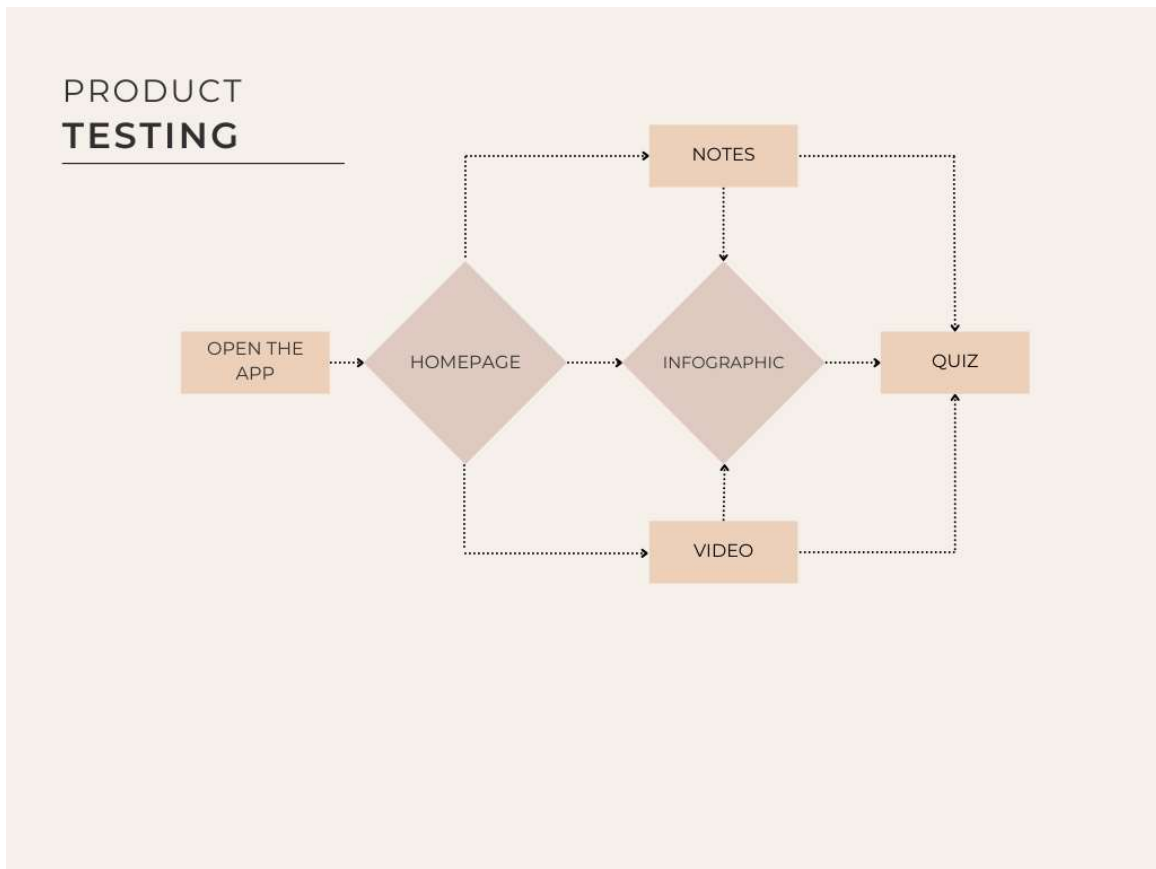 PRODUCT
TESTING
NOTES
OPEN THE
APP
HOMEPAGE
INFOGRAPHIC
QUIZ
VIDEO